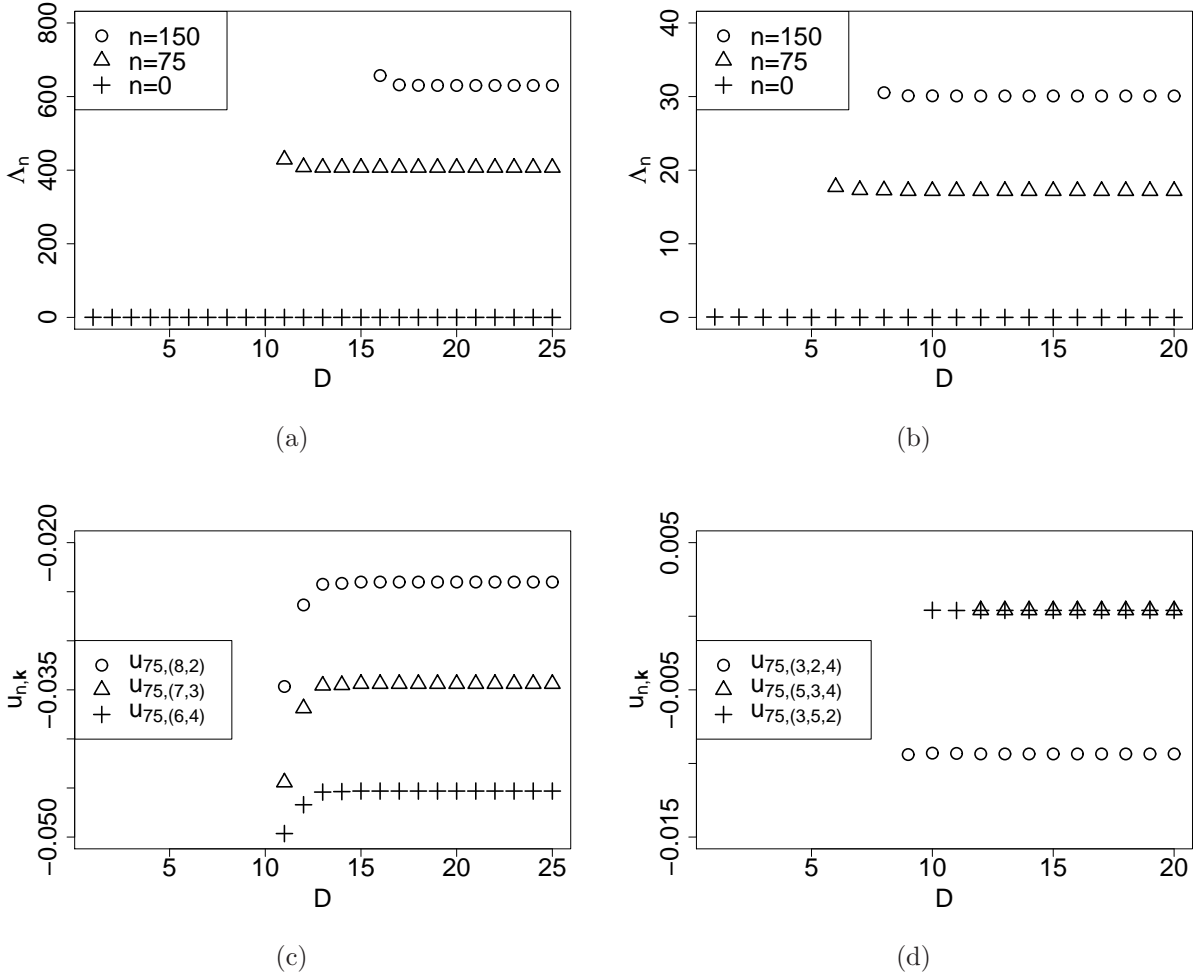 800
600
400
200
0
Λn
n=150
n=75
n=0
5 10 15 20 25
D
(a)
40
30
20
10
0
Λn
n=150
n=75
n=0
5 10 15 20
D
(b)
−0.020
−0.035
−0.050
un,k
u75,(8,2)
u75,(7,3)
u75,(6,4)
5 10 15 20 25
D
(c)
0.005
−0.005
−0.015
un,k
u75,(3,2,4)
u75,(5,3,4)
u75,(3,5,2)
5 10 15 20
D
(d)